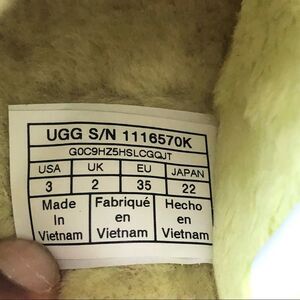 UGG S/N 1116570K
G0C9HZ5HSLCGQJT
USA UK EU JAPAN
3 2 35 22
Made Fabriqué Hecho
In en en
Vietnam Vietnam Vietnam